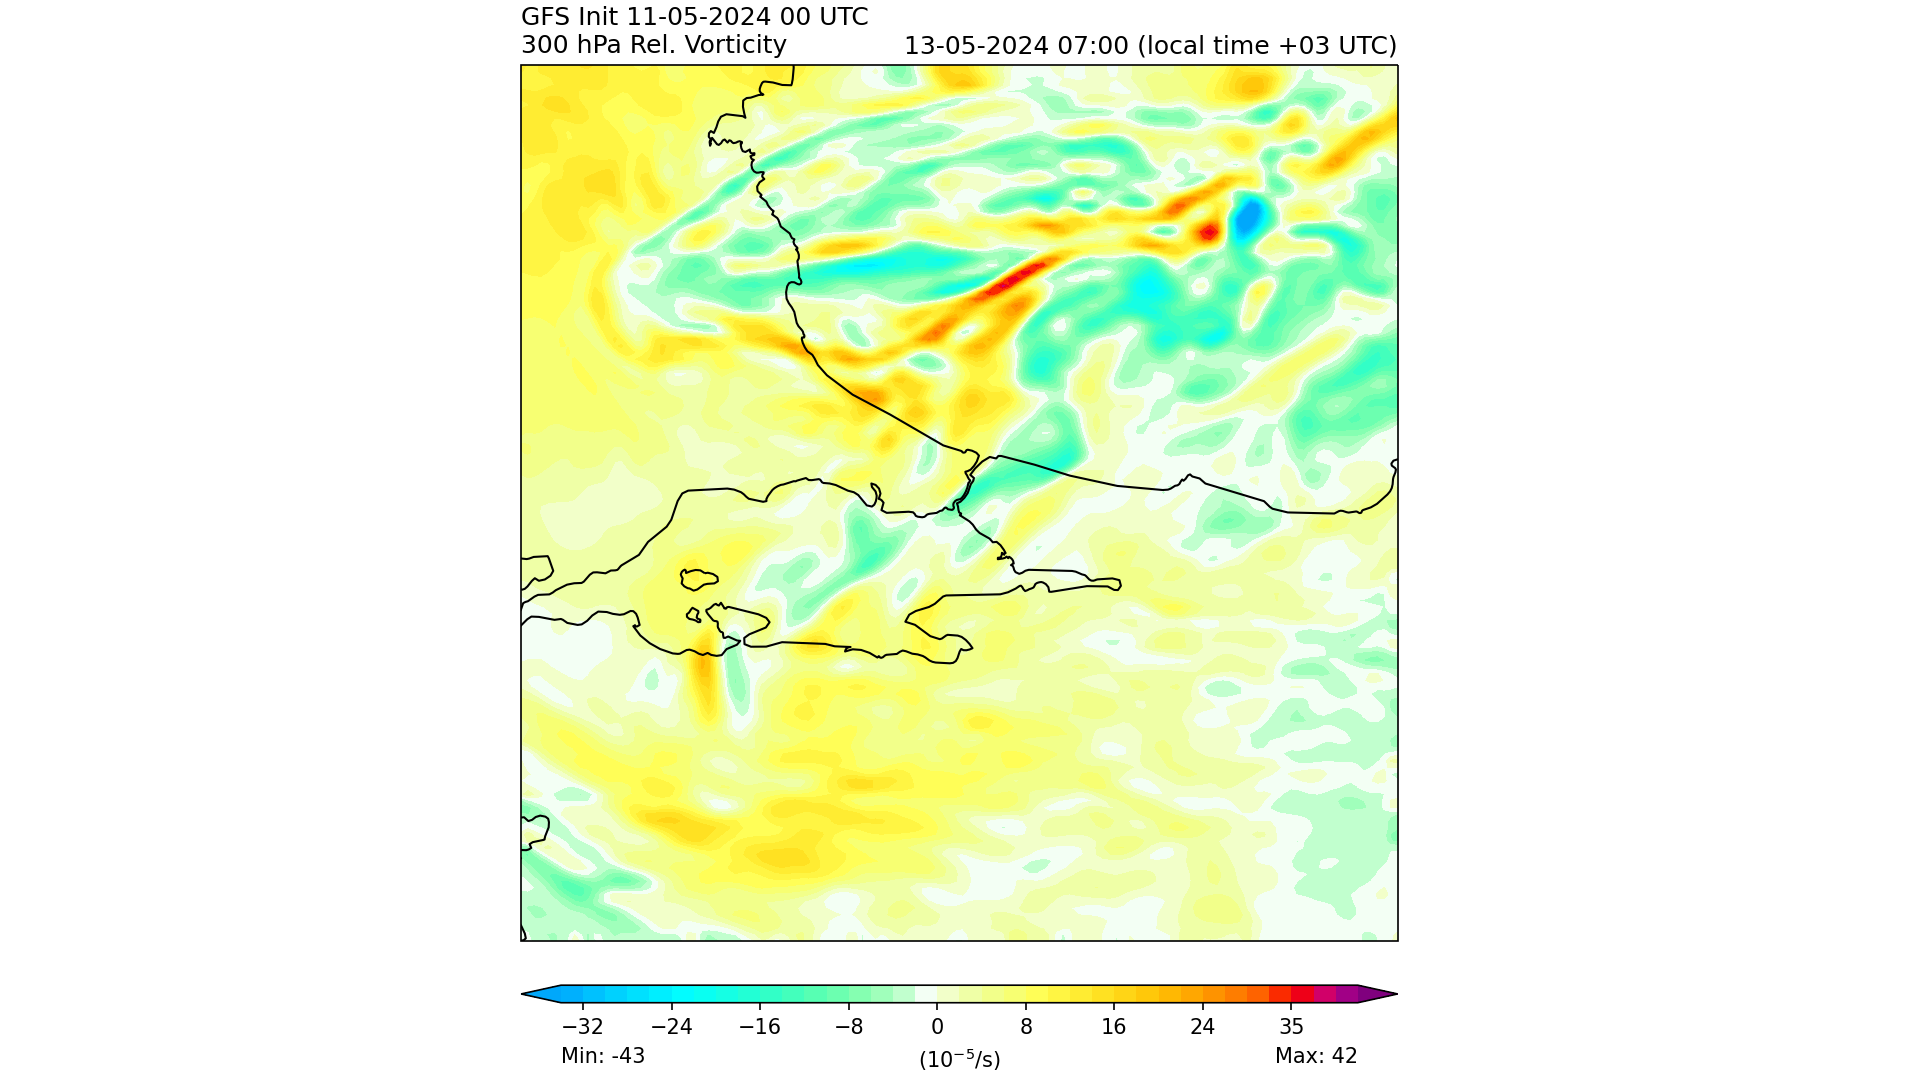 GFS Init 11-05-2024 00 UTC
300 hPa Rel. Vorticity
13-05-2024 07:00 (local time +03 UTC)
−32 −24 −16 −8 0 8 16 24 35
Min: -43 (10⁻⁵/s) Max: 42